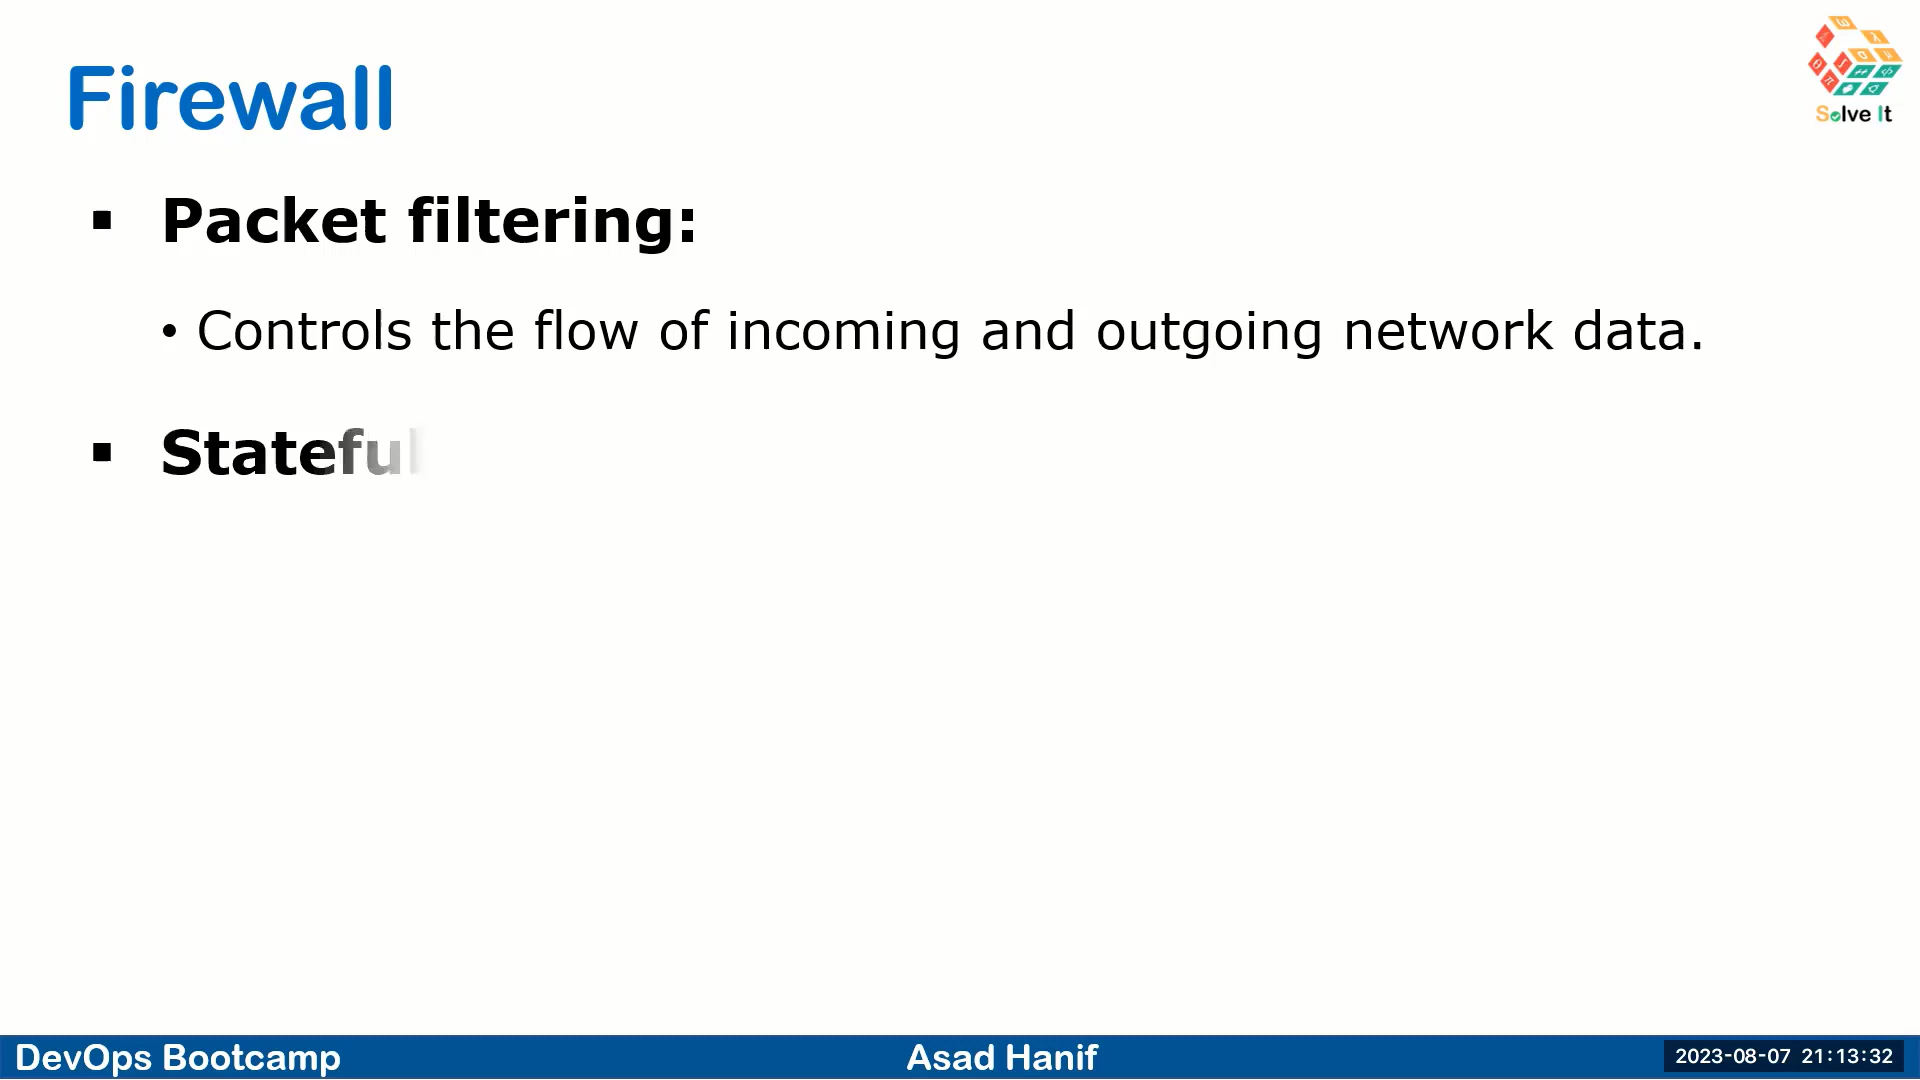 Firewall
Solve It
▪ Packet filtering:
• Controls the flow of incoming and outgoing network data.
▪ Stateful
DevOps Bootcamp
Asad Hanif
2023-08-07 21:13:32